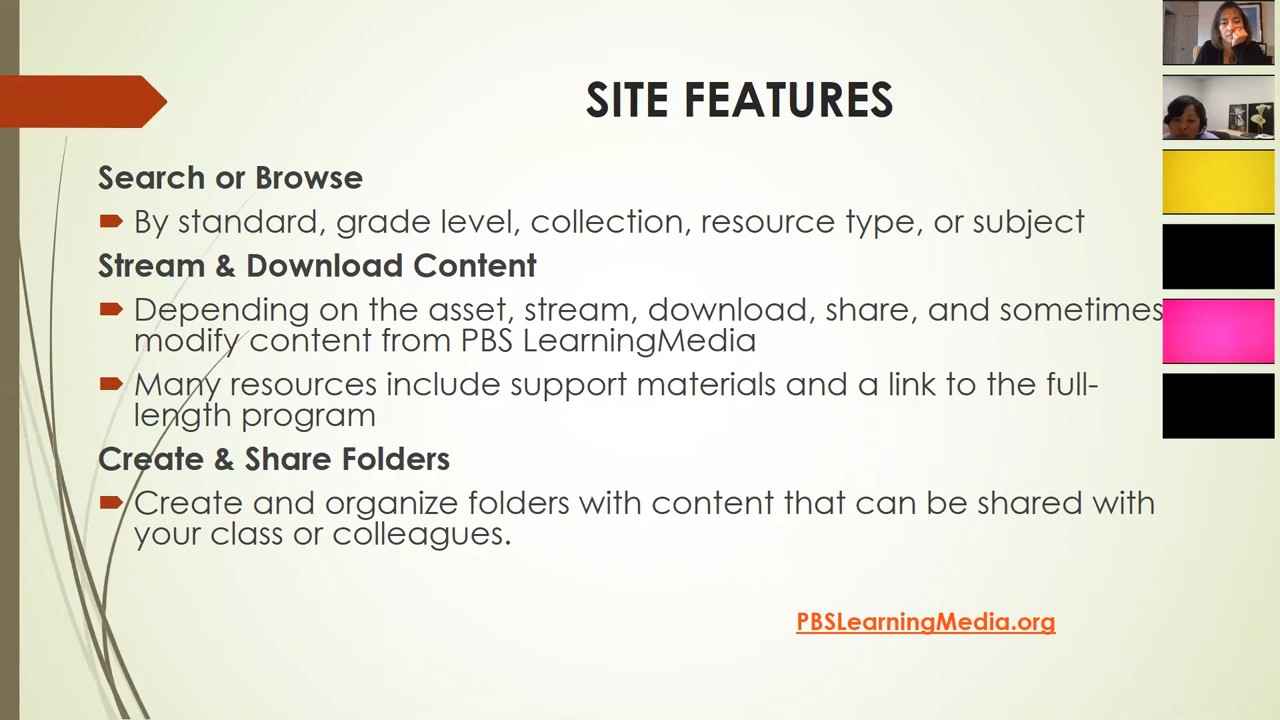 SITE FEATURES
Search or Browse
By standard, grade level, collection, resource type, or subject
Stream & Download Content
Depending on the asset, stream, download, share, and sometimes
modify content from PBS LearningMedia
Many resources include support materials and a link to the full-
length program
Create & Share Folders
Create and organize folders with content that can be shared with
your class or colleagues.
PBSLearningMedia.org